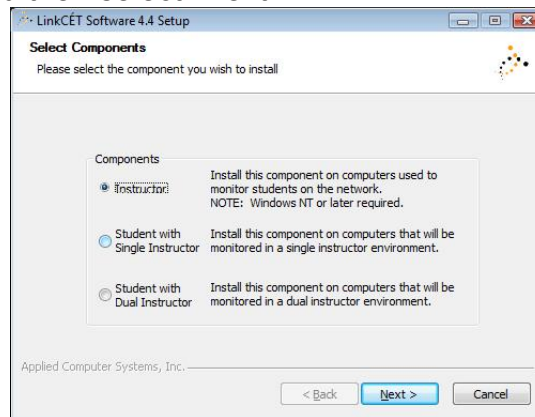 LinkCÉT Software 4.4 Setup
Select Components
Please select the component you wish to install
Components
Instructor
Install this component on computers used to
monitor students on the network.
NOTE: Windows NT or later required.
Student with
Single Instructor
Install this component on computers that will be
monitored in a single instructor environment.
Student with
Dual Instructor
Install this component on computers that will be
monitored in a dual instructor environment.
Applied Computer Systems, Inc.
< Back
Next >
Cancel